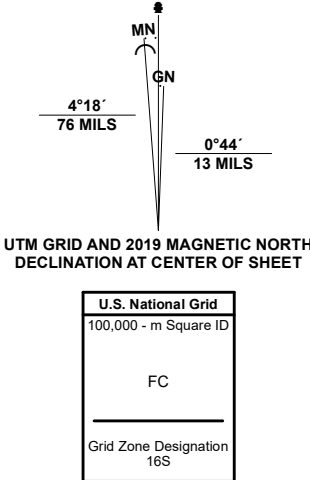 MN
GN
4°18´
76 MILS
0°44´
13 MILS
UTM GRID AND 2019 MAGNETIC NORTH
DECLINATION AT CENTER OF SHEET
U.S. National Grid
100,000 - m Square ID
FC
Grid Zone Designation
16S